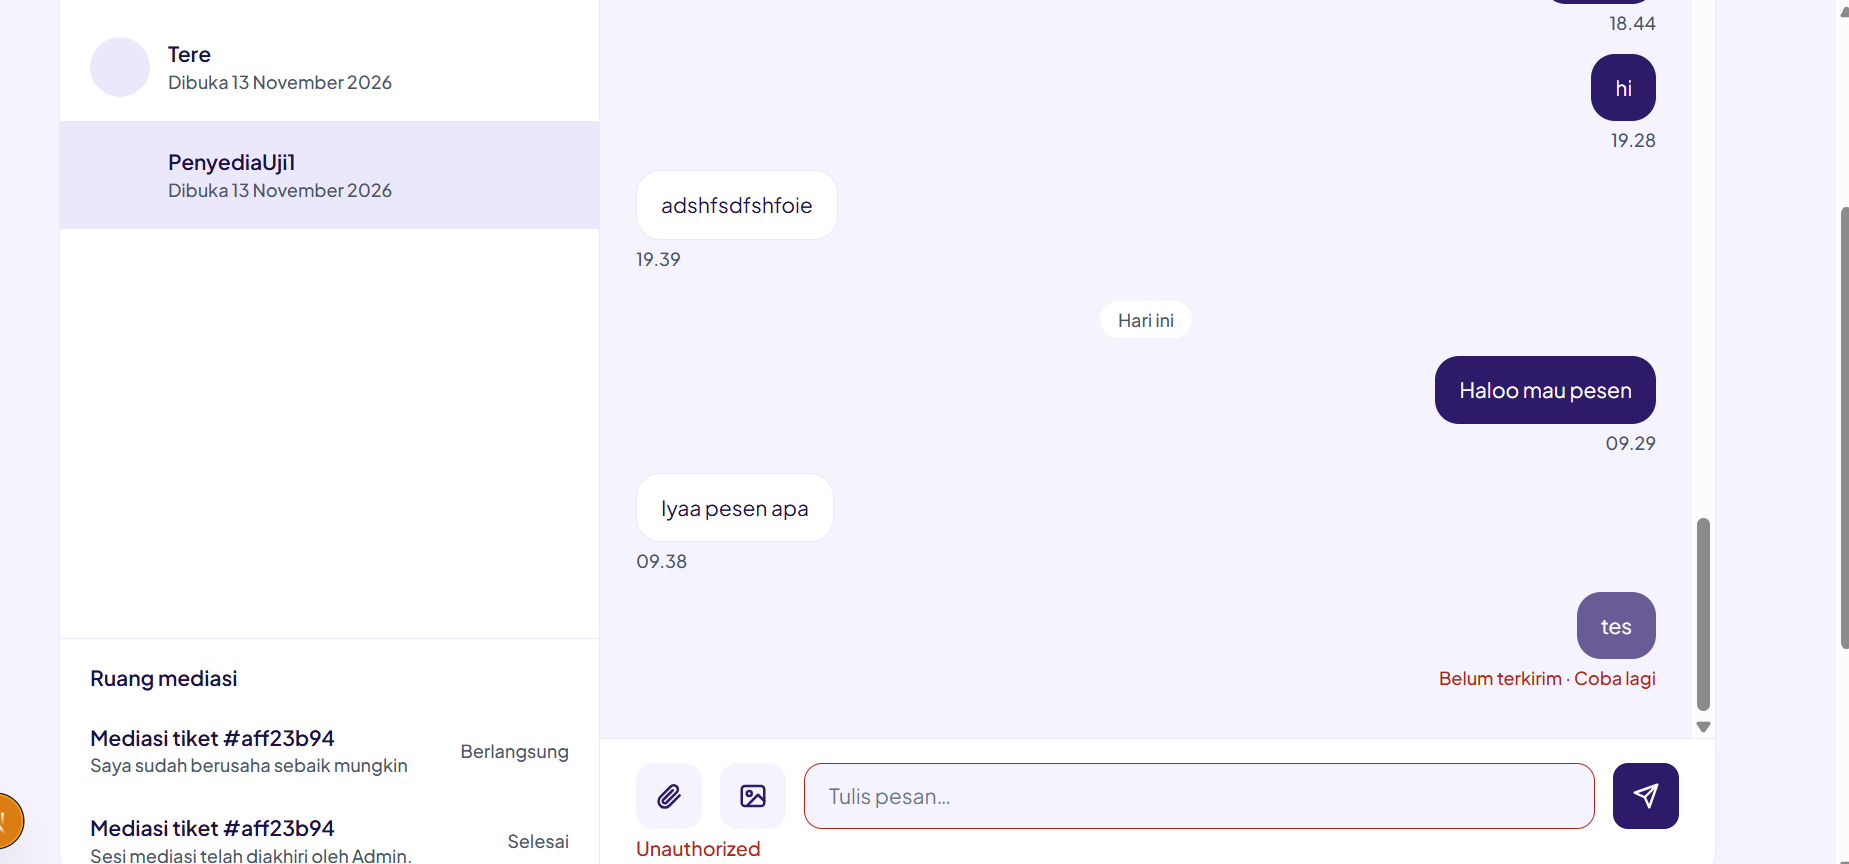 Tere
Dibuka 13 November 2026
PenyediaUji1
Dibuka 13 November 2026
Ruang mediasi
Mediasi tiket #aff23b94
Saya sudah berusaha sebaik mungkin
Berlangsung
Mediasi tiket #aff23b94
Sesi mediasi telah diakhiri oleh Admin.
Selesai
18.44
hi
19.28
adshfsdfshfoie
19.39
Hari ini
Haloo mau pesen
09.29
Iyaa pesen apa
09.38
tes
Belum terkirim · Coba lagi
Tulis pesan...
Unauthorized